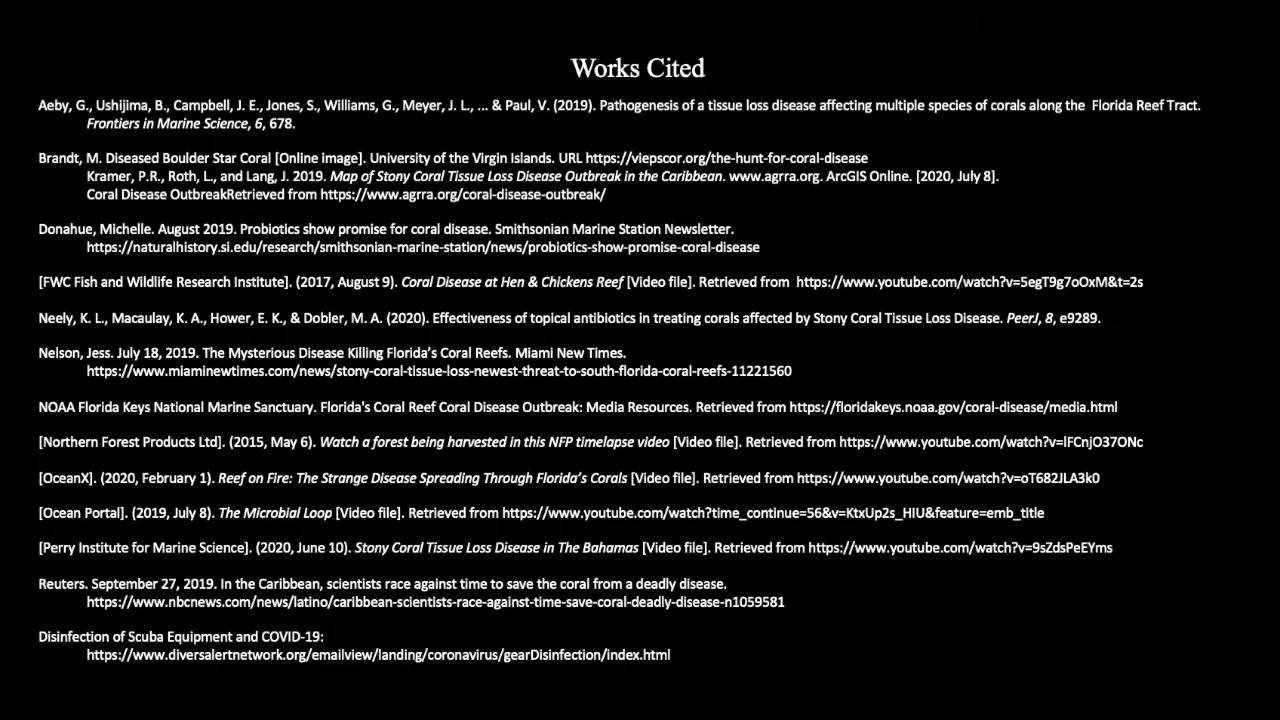 Works Cited
Aeby, G., Ushijima, B., Campbell, J. E., Jones, S., Williams, G., Meyer, J. L., ... & Paul, V. (2019). Pathogenesis of a tissue loss disease affecting multiple species of corals along the Florida Reef Tract.
Frontiers in Marine Science, 6, 678.
Brandt, M. Diseased Boulder Star Coral [Online image]. University of the Virgin Islands. URL https://viepscor.org/the-hunt-for-coral-disease
Kramer, P.R., Roth, L., and Lang, J. 2019. Map of Stony Coral Tissue Loss Disease Outbreak in the Caribbean. www.agrra.org. ArcGIS Online. [2020, July 8].
Coral Disease OutbreakRetrieved from https://www.agrra.org/coral-disease-outbreak/
Donahue, Michelle. August 2019. Probiotics show promise for coral disease. Smithsonian Marine Station Newsletter.
https://naturalhistory.si.edu/research/smithsonian-marine-station/news/probiotics-show-promise-coral-disease
[FWC Fish and Wildlife Research Institute]. (2017, August 9). Coral Disease at Hen & Chickens Reef [Video file]. Retrieved from https://www.youtube.com/watch?v=5egT9g7oOxM&t=2s
Neely, K. L., Macaulay, K. A., Hower, E. K., & Dobler, M. A. (2020). Effectiveness of topical antibiotics in treating corals affected by Stony Coral Tissue Loss Disease. PeerJ, 8, e9289.
Nelson, Jess. July 18, 2019. The Mysterious Disease Killing Florida’s Coral Reefs. Miami New Times.
https://www.miaminewtimes.com/news/stony-coral-tissue-loss-newest-threat-to-south-florida-coral-reefs-11221560
NOAA Florida Keys National Marine Sanctuary. Florida's Coral Reef Coral Disease Outbreak: Media Resources. Retrieved from https://floridakeys.noaa.gov/coral-disease/media.html
[Northern Forest Products Ltd]. (2015, May 6). Watch a forest being harvested in this NFP timelapse video [Video file]. Retrieved from https://www.youtube.com/watch?v=lFCnjO37ONc
[OceanX]. (2020, February 1). Reef on Fire: The Strange Disease Spreading Through Florida’s Corals [Video file]. Retrieved from https://www.youtube.com/watch?v=oT682JLA3k0
[Ocean Portal]. (2019, July 8). The Microbial Loop [Video file]. Retrieved from https://www.youtube.com/watch?time_continue=56&v=KtxUp2s_HIU&feature=emb_title
[Perry Institute for Marine Science]. (2020, June 10). Stony Coral Tissue Loss Disease in The Bahamas [Video file]. Retrieved from https://www.youtube.com/watch?v=9sZdsPeEYms
Reuters. September 27, 2019. In the Caribbean, scientists race against time to save the coral from a deadly disease.
https://www.nbcnews.com/news/latino/caribbean-scientists-race-against-time-save-coral-deadly-disease-n1059581
Disinfection of Scuba Equipment and COVID-19:
https://www.diversalertnetwork.org/emailview/landing/coronavirus/gearDisinfection/index.html